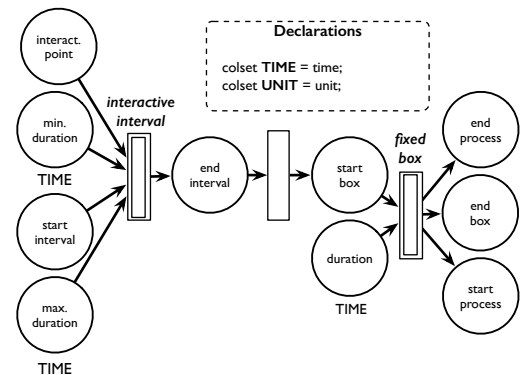 interact.
point
Declarations
colset TIME = time;
colset UNIT = unit;
interactive
interval
min.
duration
TIME
end
interval
start
box
fixed
box
end
process
end
box
start
interval
duration
TIME
start
process
max.
duration
TIME